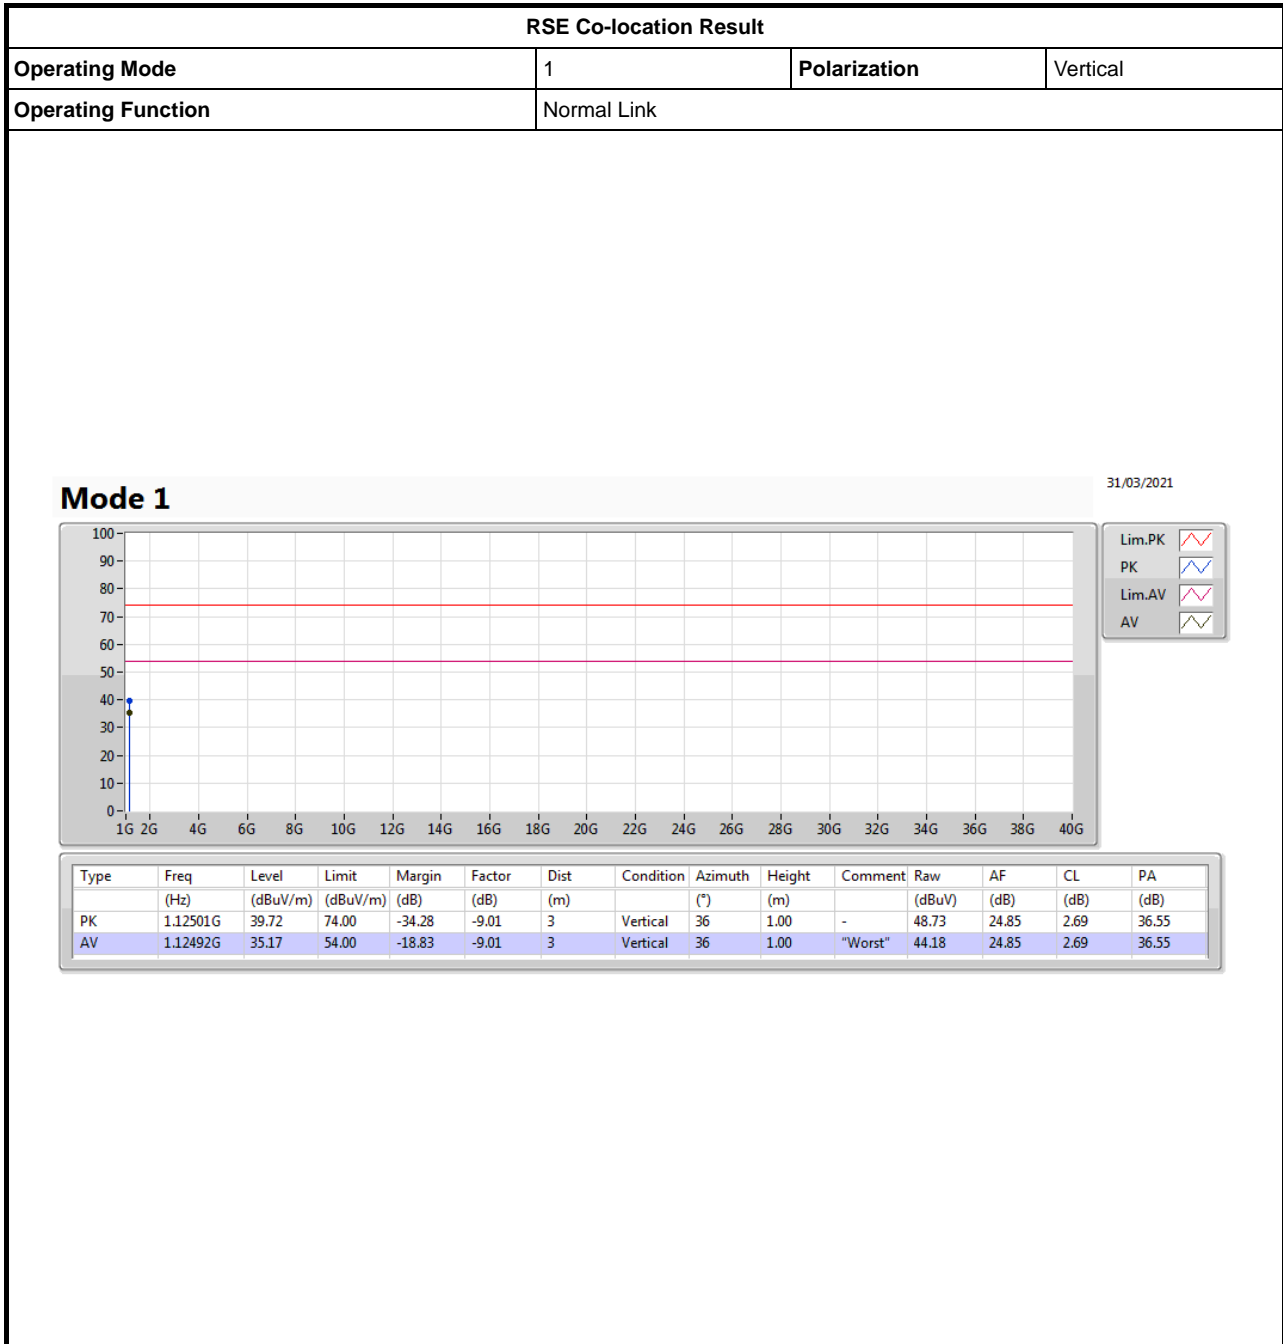 RSE Co-location Result
Operating Mode 1 Polarization Vertical
Operating Function Normal Link
31/03/2021
Mode 1
Lim.PK
PK
Lim.AV
AV
100
90
80
70
60
50
40
30
20
10
0
1G 2G 4G 6G 8G 10G 12G 14G 16G 18G 20G 22G 24G 26G 28G 30G 32G 34G 36G 38G 40G
Type Freq Level Limit Margin Factor Dist Condition Azimuth Height Comment Raw AF CL PA
(Hz) (dBuV/m) (dBuV/m) (dB) (dB) (m) (°) (m) (dBuV) (dB) (dB) (dB)
PK 1.12501G 39.72 74.00 -34.28 -9.01 3 Vertical 36 1.00 - 48.73 24.85 2.69 36.55
AV 1.12492G 35.17 54.00 -18.83 -9.01 3 Vertical 36 1.00 "Worst" 44.18 24.85 2.69 36.55